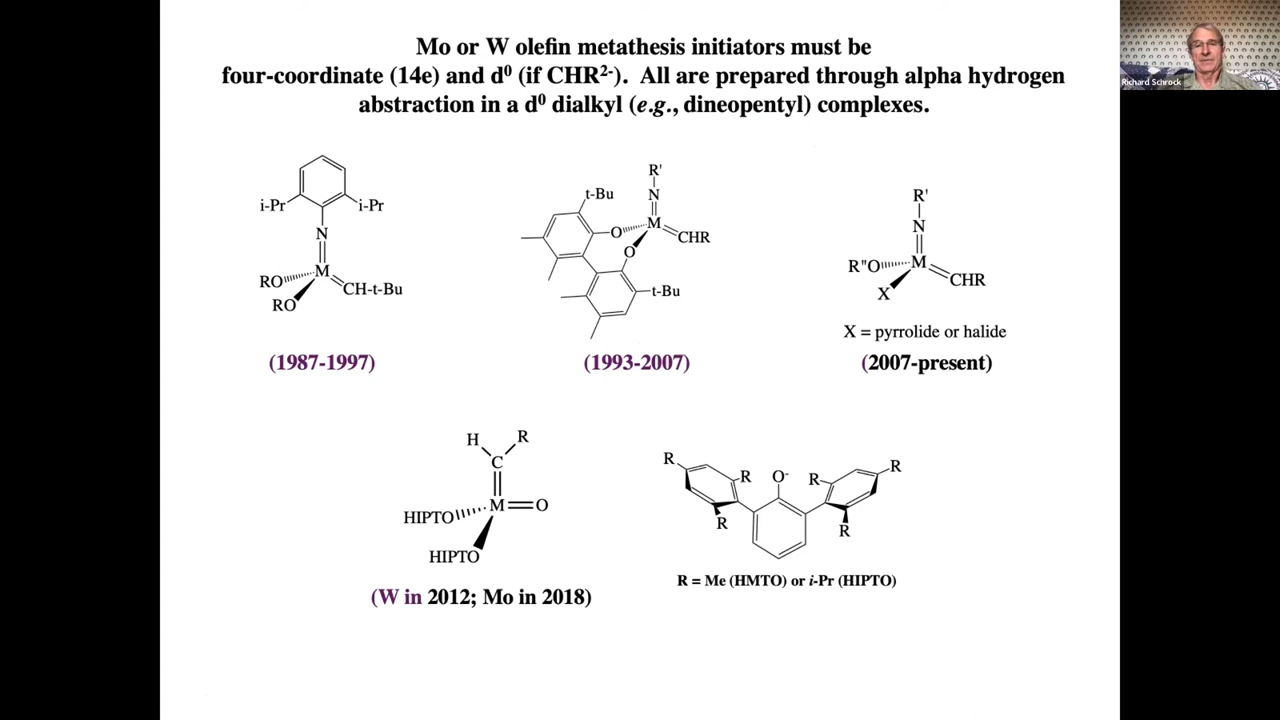 Mo or W olefin metathesis initiators must be
four-coordinate (14e) and d⁰ (if CHR²⁻). All are prepared through alpha hydrogen
abstraction in a d⁰ dialkyl (e.g., dineopentyl) complexes.
Richard Schrock
i-Pr
i-Pr
N
M
RO
RO
CH-t-Bu
(1987-1997)
R'
N
t-Bu
O
M
CHR
O
t-Bu
(1993-2007)
R'
N
R"O
M
X
CHR
X = pyrrolide or halide
(2007-present)
H
R
C
HIPTO
M
O
HIPTO
(W in 2012; Mo in 2018)
R
R
O⁻
R
R
R
R
R = Me (HMTO) or i-Pr (HIPTO)